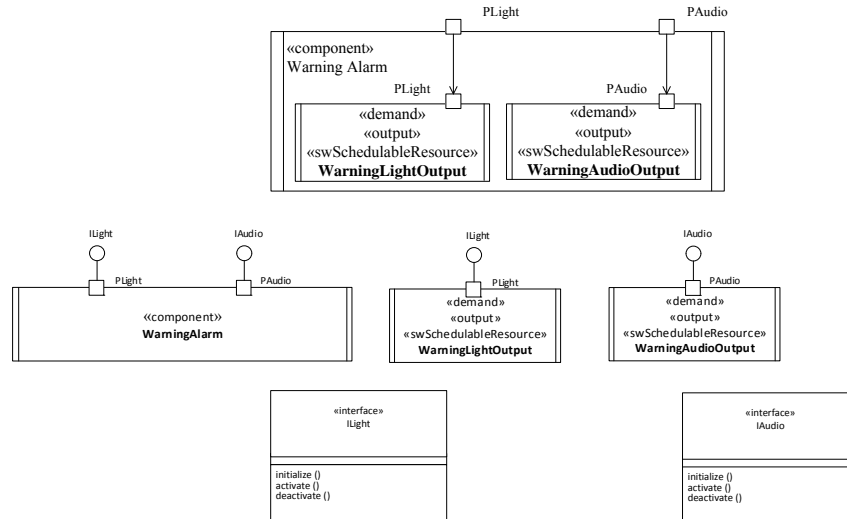 PLight
PAudio
«component»
Warning Alarm
PLight
PAudio
«demand»
«output»
«swSchedulableResource»
WarningLightOutput
«demand»
«output»
«swSchedulableResource»
WarningAudioOutput
ILight
IAudio
PLight
PAudio
«component»
WarningAlarm
ILight
PLight
«demand»
«output»
«swSchedulableResource»
WarningLightOutput
IAudio
PAudio
«demand»
«output»
«swSchedulableResource»
WarningAudioOutput
«interface»
ILight
initialize ()
activate ()
deactivate ()
«interface»
IAudio
initialize ()
activate ()
deactivate ()